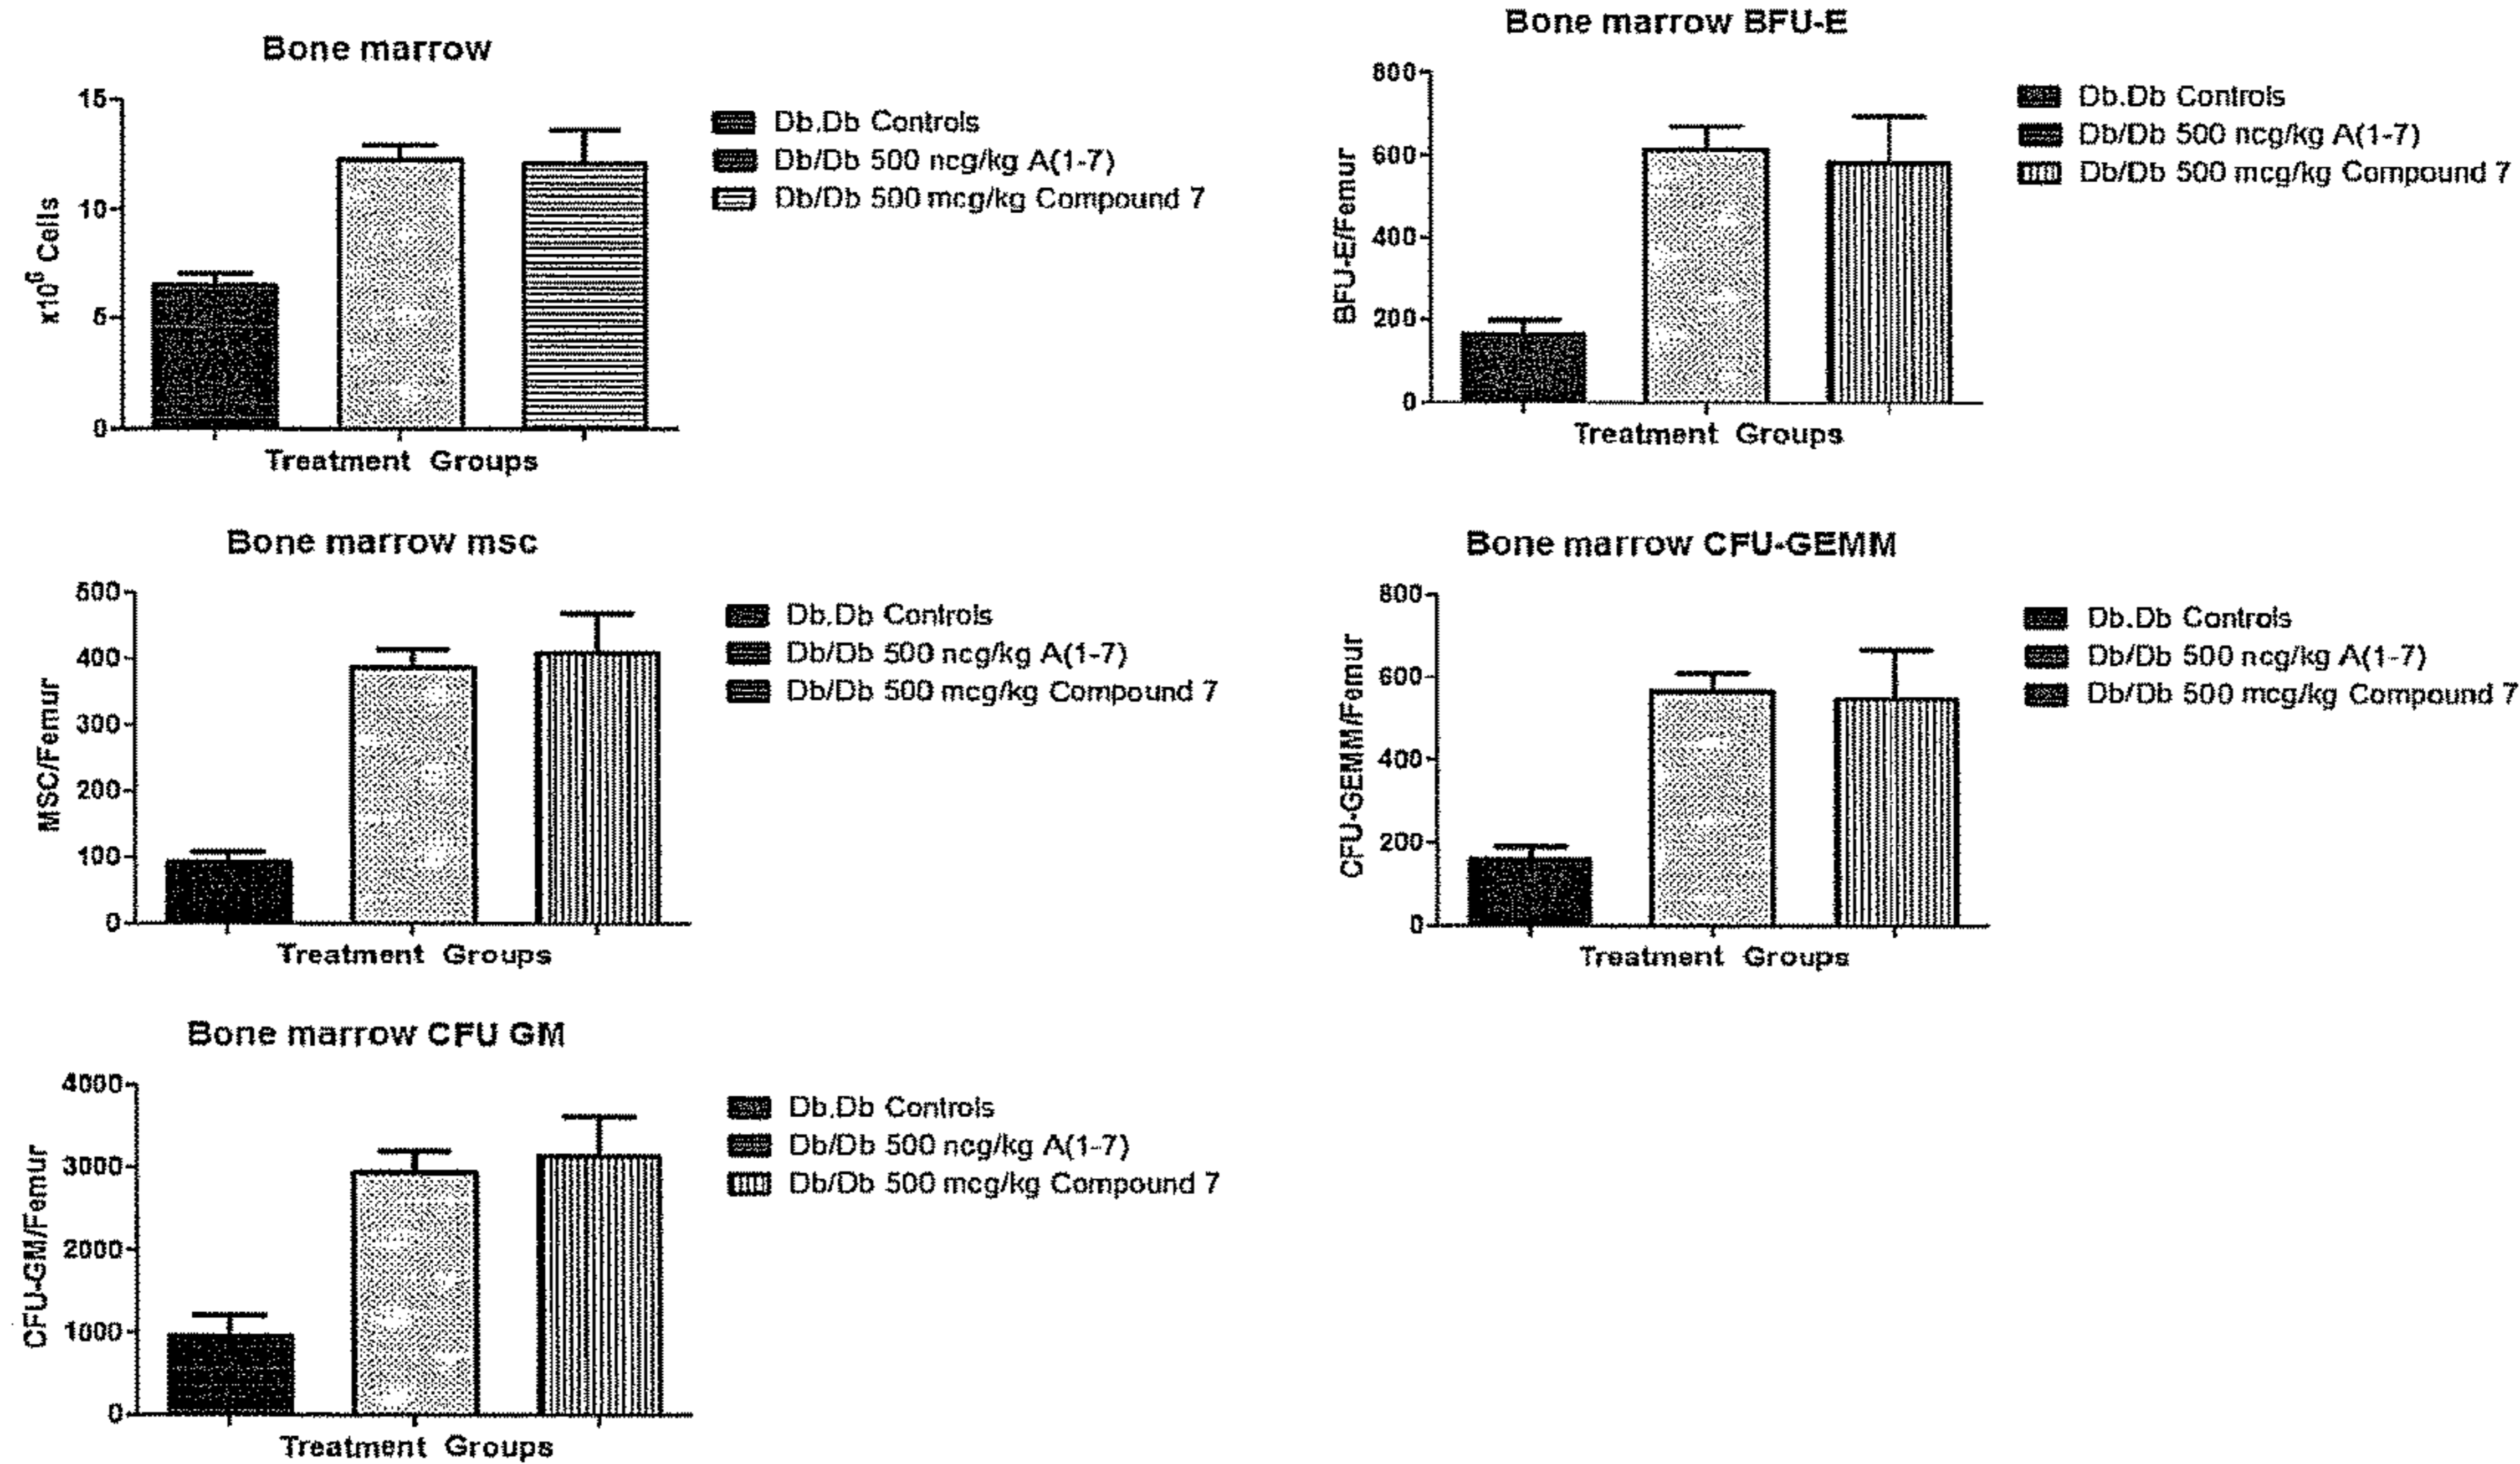 Bone marrow
15
10
5
0
x10⁶ Cells
Treatment Groups
Db.Db Controls
Db/Db 500 ncg/kg A(1-7)
Db/Db 500 mcg/kg Compound 7
Bone marrow BFU-E
800
600
400
200
0
BFU-E/Femur
Treatment Groups
Db.Db Controls
Db/Db 500 ncg/kg A(1-7)
Db/Db 500 mcg/kg Compound 7
Bone marrow msc
500
400
300
200
100
0
MSC/Femur
Treatment Groups
Db.Db Controls
Db/Db 500 ncg/kg A(1-7)
Db/Db 500 mcg/kg Compound 7
Bone marrow CFU-GEMM
800
600
400
200
0
CFU-GEMM/Femur
Treatment Groups
Db.Db Controls
Db/Db 500 ncg/kg A(1-7)
Db/Db 500 mcg/kg Compound 7
Bone marrow CFU GM
4000
3000
2000
1000
0
CFU-GM/Femur
Treatment Groups
Db.Db Controls
Db/Db 500 ncg/kg A(1-7)
Db/Db 500 mcg/kg Compound 7